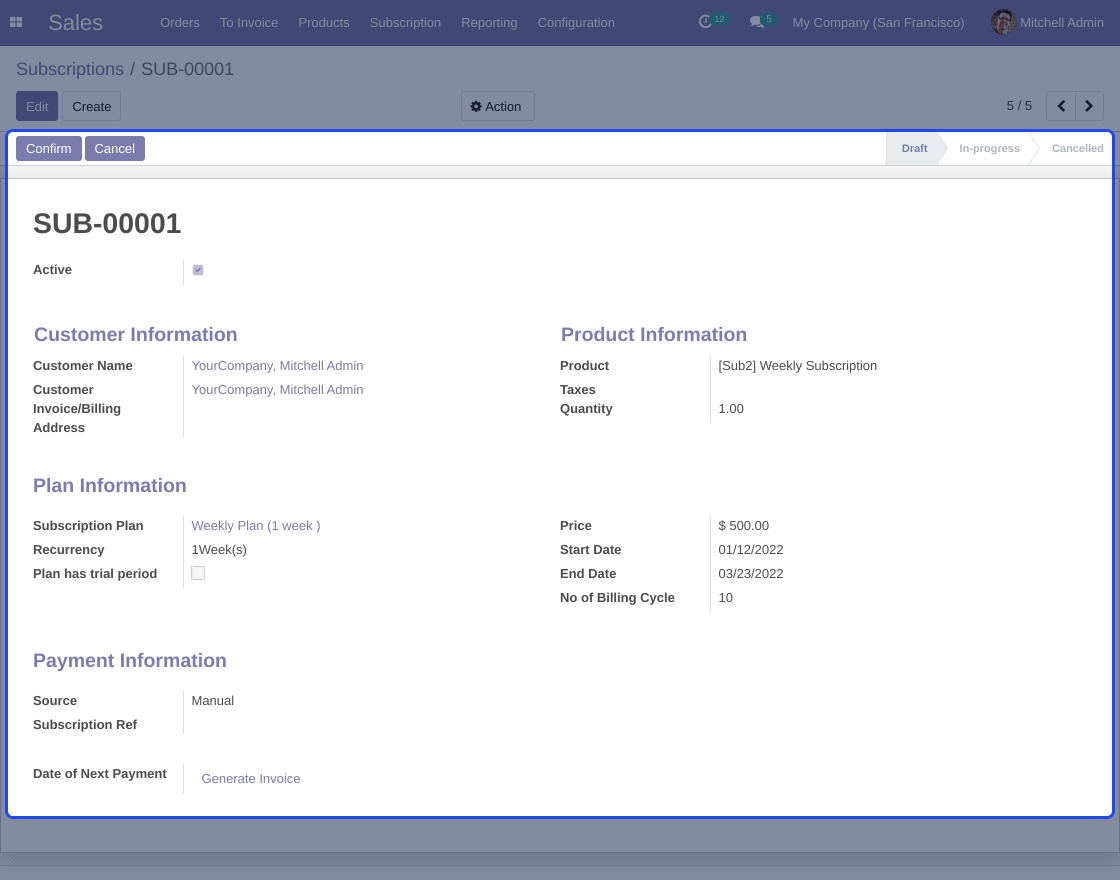 Sales Orders To Invoice Products Subscription Reporting Configuration 12 5 My Company (San Francisco) Mitchell Admin
Subscriptions / SUB-00001
Edit Create Action 5 / 5
Confirm Cancel Draft In-progress Cancelled
SUB-00001
Active
Customer Information Product Information
Customer Name YourCompany, Mitchell Admin Product [Sub2] Weekly Subscription
Customer YourCompany, Mitchell Admin Taxes
Invoice/Billing Quantity 1.00
Address
Plan Information
Subscription Plan Weekly Plan (1 week ) Price $ 500.00
Recurrency 1Week(s) Start Date 01/12/2022
Plan has trial period End Date 03/23/2022
No of Billing Cycle 10
Payment Information
Source Manual
Subscription Ref
Date of Next Payment Generate Invoice